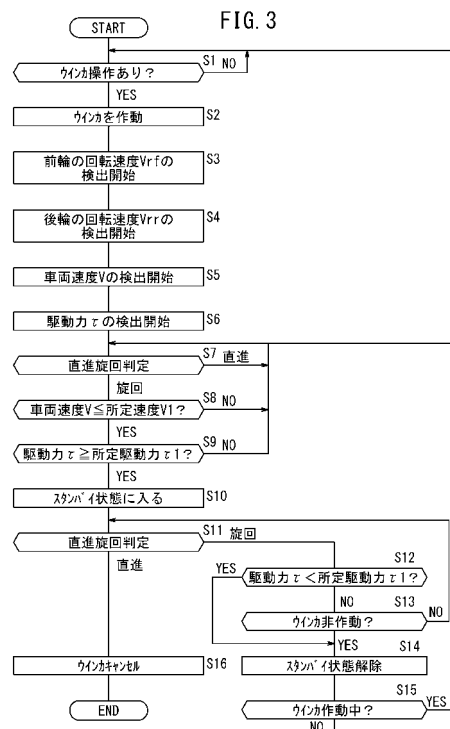 FIG. 3
START
S1 NO
ウインカ操作あり?
YES
ウインカを作動 S2
前輪の回転速度Vrfの
検出開始 S3
後輪の回転速度Vrrの
検出開始 S4
車両速度Vの検出開始 S5
駆動力τの検出開始 S6
直進旋回判定 S7 直進
旋回
車両速度V≦所定速度V1? S8 NO
YES
駆動力τ≧所定駆動力τ1? S9 NO
YES
スタンバイ状態に入る S10
直進旋回判定 S11 旋回
直進
S12
YES 駆動力τ<所定駆動力τ1?
NO S13
ウインカ非作動? NO
YES S14
ウインカキャンセル S16
スタンバイ状態解除
END
S15
ウインカ作動中? YES
NO